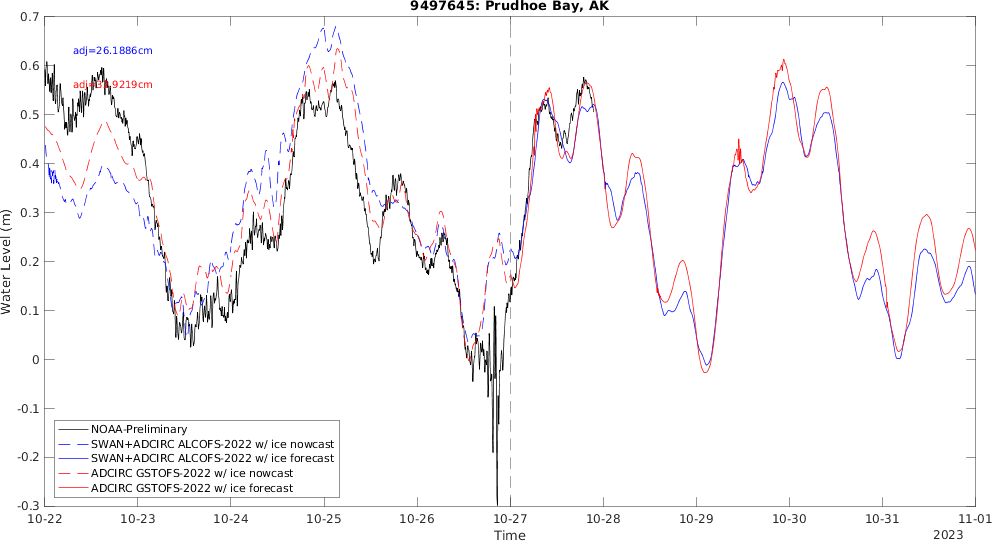 9497645: Prudhoe Bay, AK
0.7
0.6
0.5
0.4
0.3
0.2
0.1
0
-0.1
-0.2
-0.3
Water Level (m)
adj=26.1886cm
NOAA-Preliminary
SWAN+ADCIRC ALCOFS-2022 w/ ice nowcast
SWAN+ADCIRC ALCOFS-2022 w/ ice forecast
ADCIRC GSTOFS-2022 w/ ice nowcast
ADCIRC GSTOFS-2022 w/ ice forecast
10-22 10-23 10-24 10-25 10-26 10-27 10-28 10-29 10-30 10-31 11-01
Time
2023